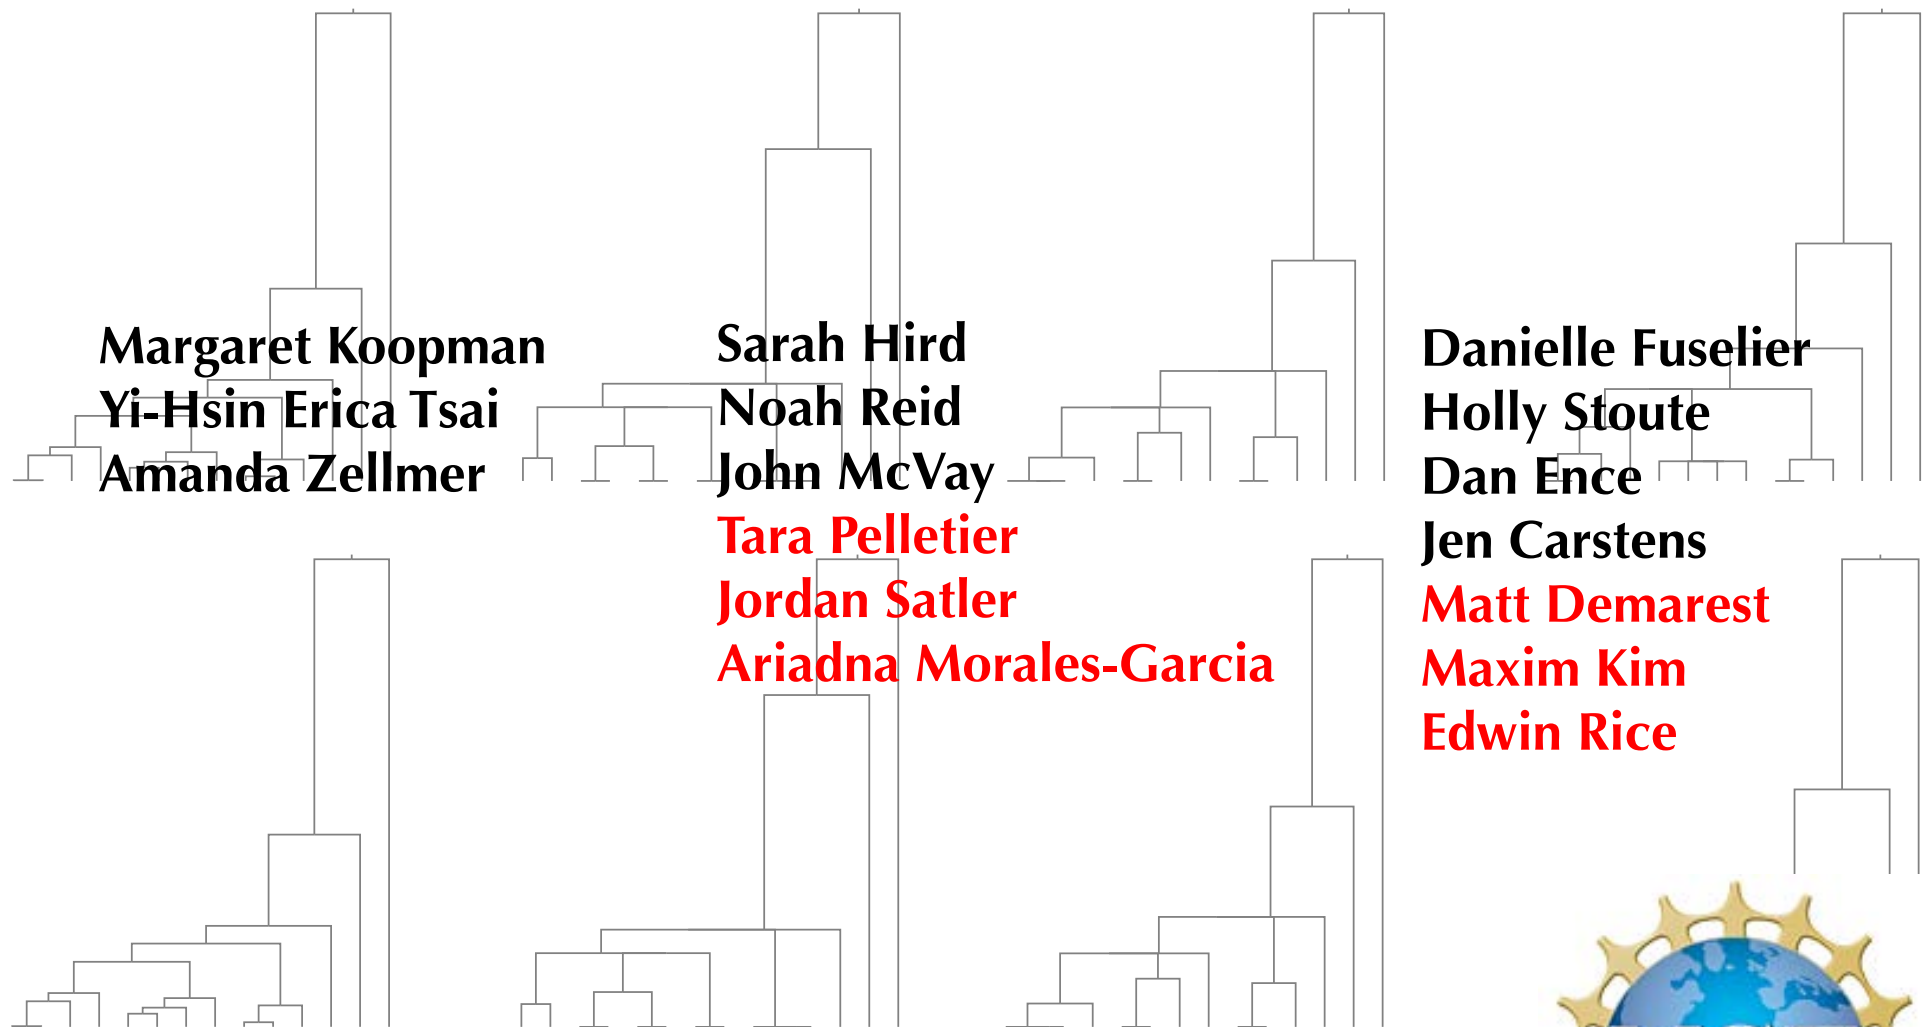 Margaret Koopman
Yi-Hsin Erica Tsai
Amanda Zellmer
Sarah Hird
Noah Reid
John McVay
Tara Pelletier
Jordan Satler
Ariadna Morales-Garcia
Danielle Fuselier
Holly Stoute
Dan Ence
Jen Carstens
Matt Demarest
Maxim Kim
Edwin Rice